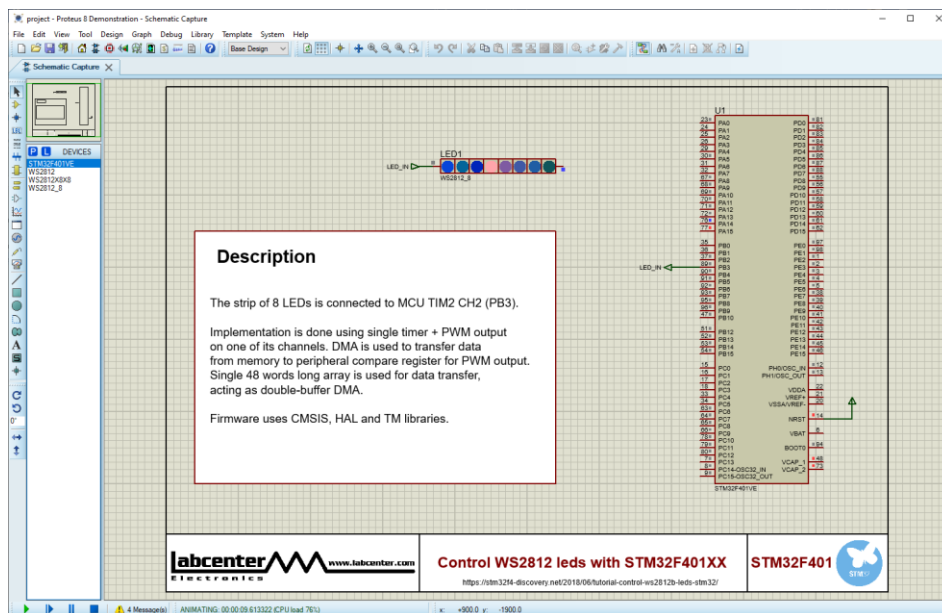 project - Proteus 8 Demonstration - Schematic Capture
File Edit View Tool Design Graph Debug Library Template System Help
Base Design
Schematic Capture
P L DEVICES
STM32F401VE
WS2812
WS2812X8X8
WS2812_8
0°
LED1
LED_IN
WS2812_8
Description
The strip of 8 LEDs is connected to MCU TIM2 CH2 (PB3).
Implementation is done using single timer + PWM output
on one of its channels. DMA is used to transfer data
from memory to peripheral compare register for PWM output.
Single 48 words long array is used for data transfer,
acting as double-buffer DMA.
Firmware uses CMSIS, HAL and TM libraries.
LED_IN
U1
PA0 PD0
PA1 PD1
PA2 PD2
PA3 PD3
PA4 PD4
PA5 PD5
PA6 PD6
PA7 PD7
PA8 PD8
PA9 PD9
PA10 PD10
PA11 PD11
PA12 PD12
PA13 PD13
PA14 PD14
PA15 PD15
PB0 PE0
PB1 PE1
PB2 PE2
PB3 PE3
PB4 PE4
PB5 PE5
PB6 PE6
PB7 PE7
PB8 PE8
PB9 PE9
PB10 PE10
PE11
PB12 PE12
PB13 PE13
PB14 PE14
PB15 PE15
PC0 PH0/OSC_IN
PC1 PH1/OSC_OUT
PC2
PC3 VDDA
PC4 VREF+
PC5 VSSA/VREF-
PC6
PC7 NRST
PC8
PC9 VBAT
PC10
PC11 BOOT0
PC12
PC13 VCAP_1
PC14-OSC32_IN VCAP_2
PC15-OSC32_OUT
STM32F401VE
labcenter www.labcenter.com
Electronics
Control WS2812 leds with STM32F401XX
https://stm32f4-discovery.net/2018/06/tutorial-control-ws2812b-leds-stm32/
STM32F401
STM32
4 Message(s) ANIMATING: 00:00:09.613322 (CPU load 76%) x: +900.0 y: -1900.0